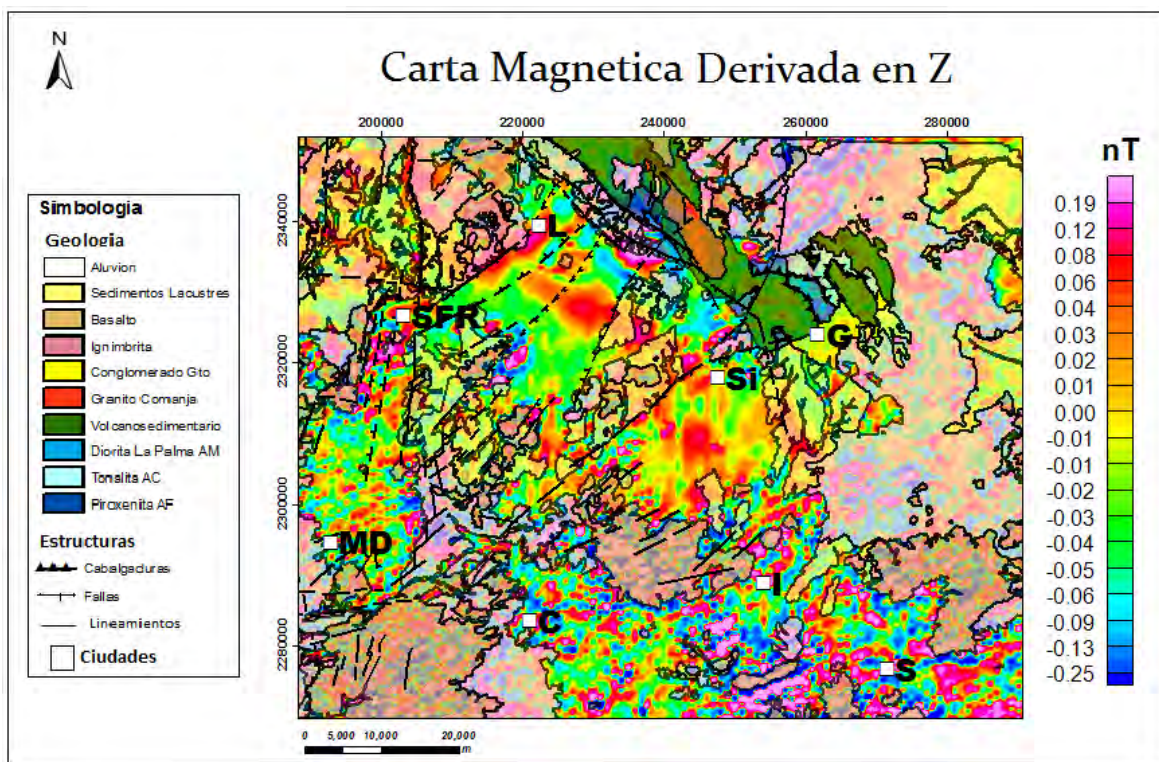 N
Carta Magnetica Derivada en Z
200000 220000 240000 260000 280000
2340000
2320000
2300000
2280000
L
SFR
G
Si
MD
I
C
S
nT
0.19
0.12
0.08
0.06
0.04
0.03
0.02
0.01
0.00
-0.01
-0.01
-0.02
-0.03
-0.04
-0.05
-0.06
-0.09
-0.13
-0.25
Simbologia
Geologia
Aluvion
Sedimentos Lacustres
Basalto
Ignimbrita
Conglomerado Gto
Granito Comanja
Volcanosedimentario
Diorita La Palma AM
Tonalita AC
Piroxenita AF
Estructuras
Cabalgaduras
Fallas
Lineamientos
Ciudades
0 5,000 10,000 20,000
m